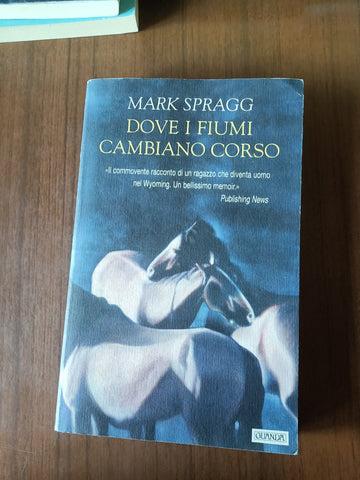 MARK SPRAGG
DOVE I FIUMI
CAMBIANO CORSO
«Il commovente racconto di un ragazzo che diventa uomo
nel Wyoming. Un bellissimo memoir.»
Publishing News
GUANDA